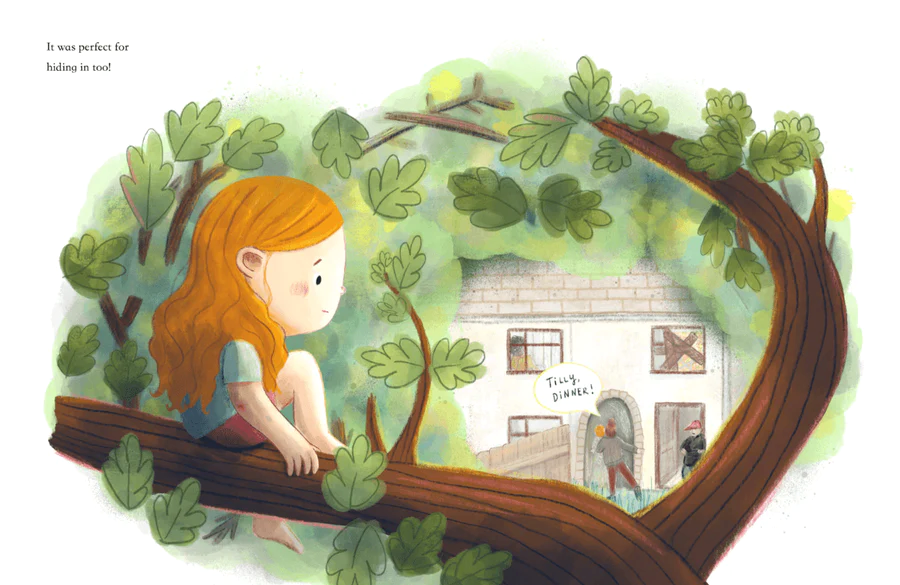 It was perfect for
hiding in too!
TiLLY,
DiNNER!